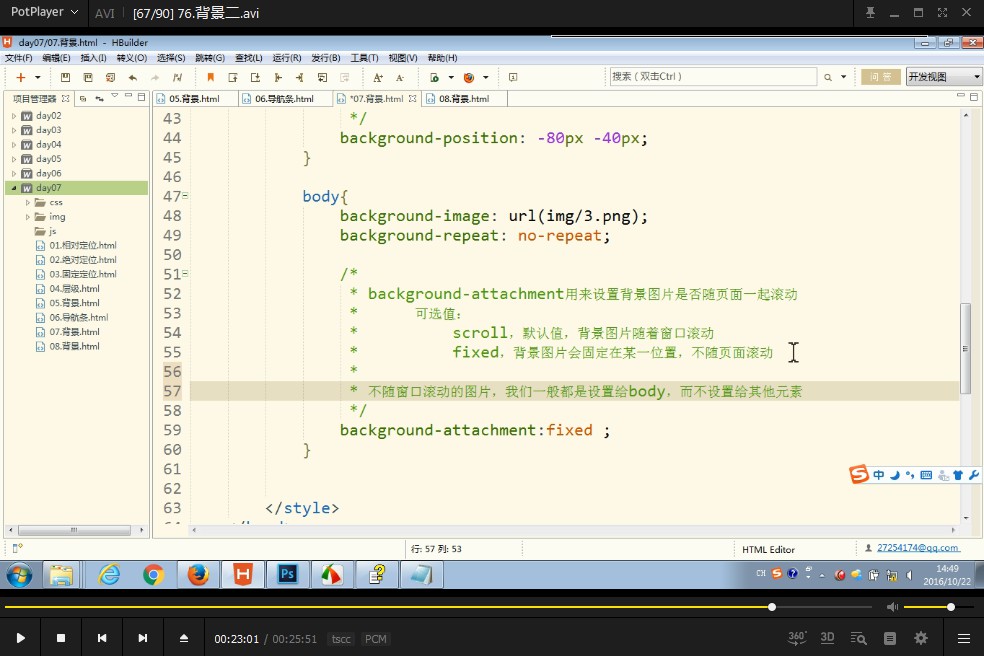 PotPlayer
AVI
[67/90] 76.背景二.avi
day07/07.背景.html - HBuilder
文件(F) 编辑(E) 插入(I) 转义(O) 选择(S) 跳转(G) 查找(L) 运行(R) 发行(B) 工具(T) 视图(V) 帮助(H)
搜索 ( 双击Ctrl )
问答
开发视图
项目管理器
05.背景.html
06.导航条.html
*07.背景.html
08.背景.html
day02
day03
day04
day05
day06
day07
css
img
js
01.相对定位.html
02.绝对定位.html
03.固定定位.html
04.层级.html
05.背景.html
06.导航条.html
07.背景.html
08.背景.html
43 */
44 background-position: -80px -40px;
45 }
46
47 body{
48 background-image: url(img/3.png);
49 background-repeat: no-repeat;
50
51 /*
52 * background-attachment用来设置背景图片是否随页面一起滚动
53 * 可选值:
54 * scroll，默认值，背景图片随着窗口滚动
55 * fixed，背景图片会固定在某一位置，不随页面滚动
56 *
57 * 不随窗口滚动的图片，我们一般都是设置给body，而不设置给其他元素
58 */
59 background-attachment:fixed ;
60 }
61
62
63 </style>
中
行: 57 列: 53
HTML Editor
27254174@qq.com
CH
14:49
2016/10/22
00:23:01 / 00:25:51
tscc
PCM
360°
3D